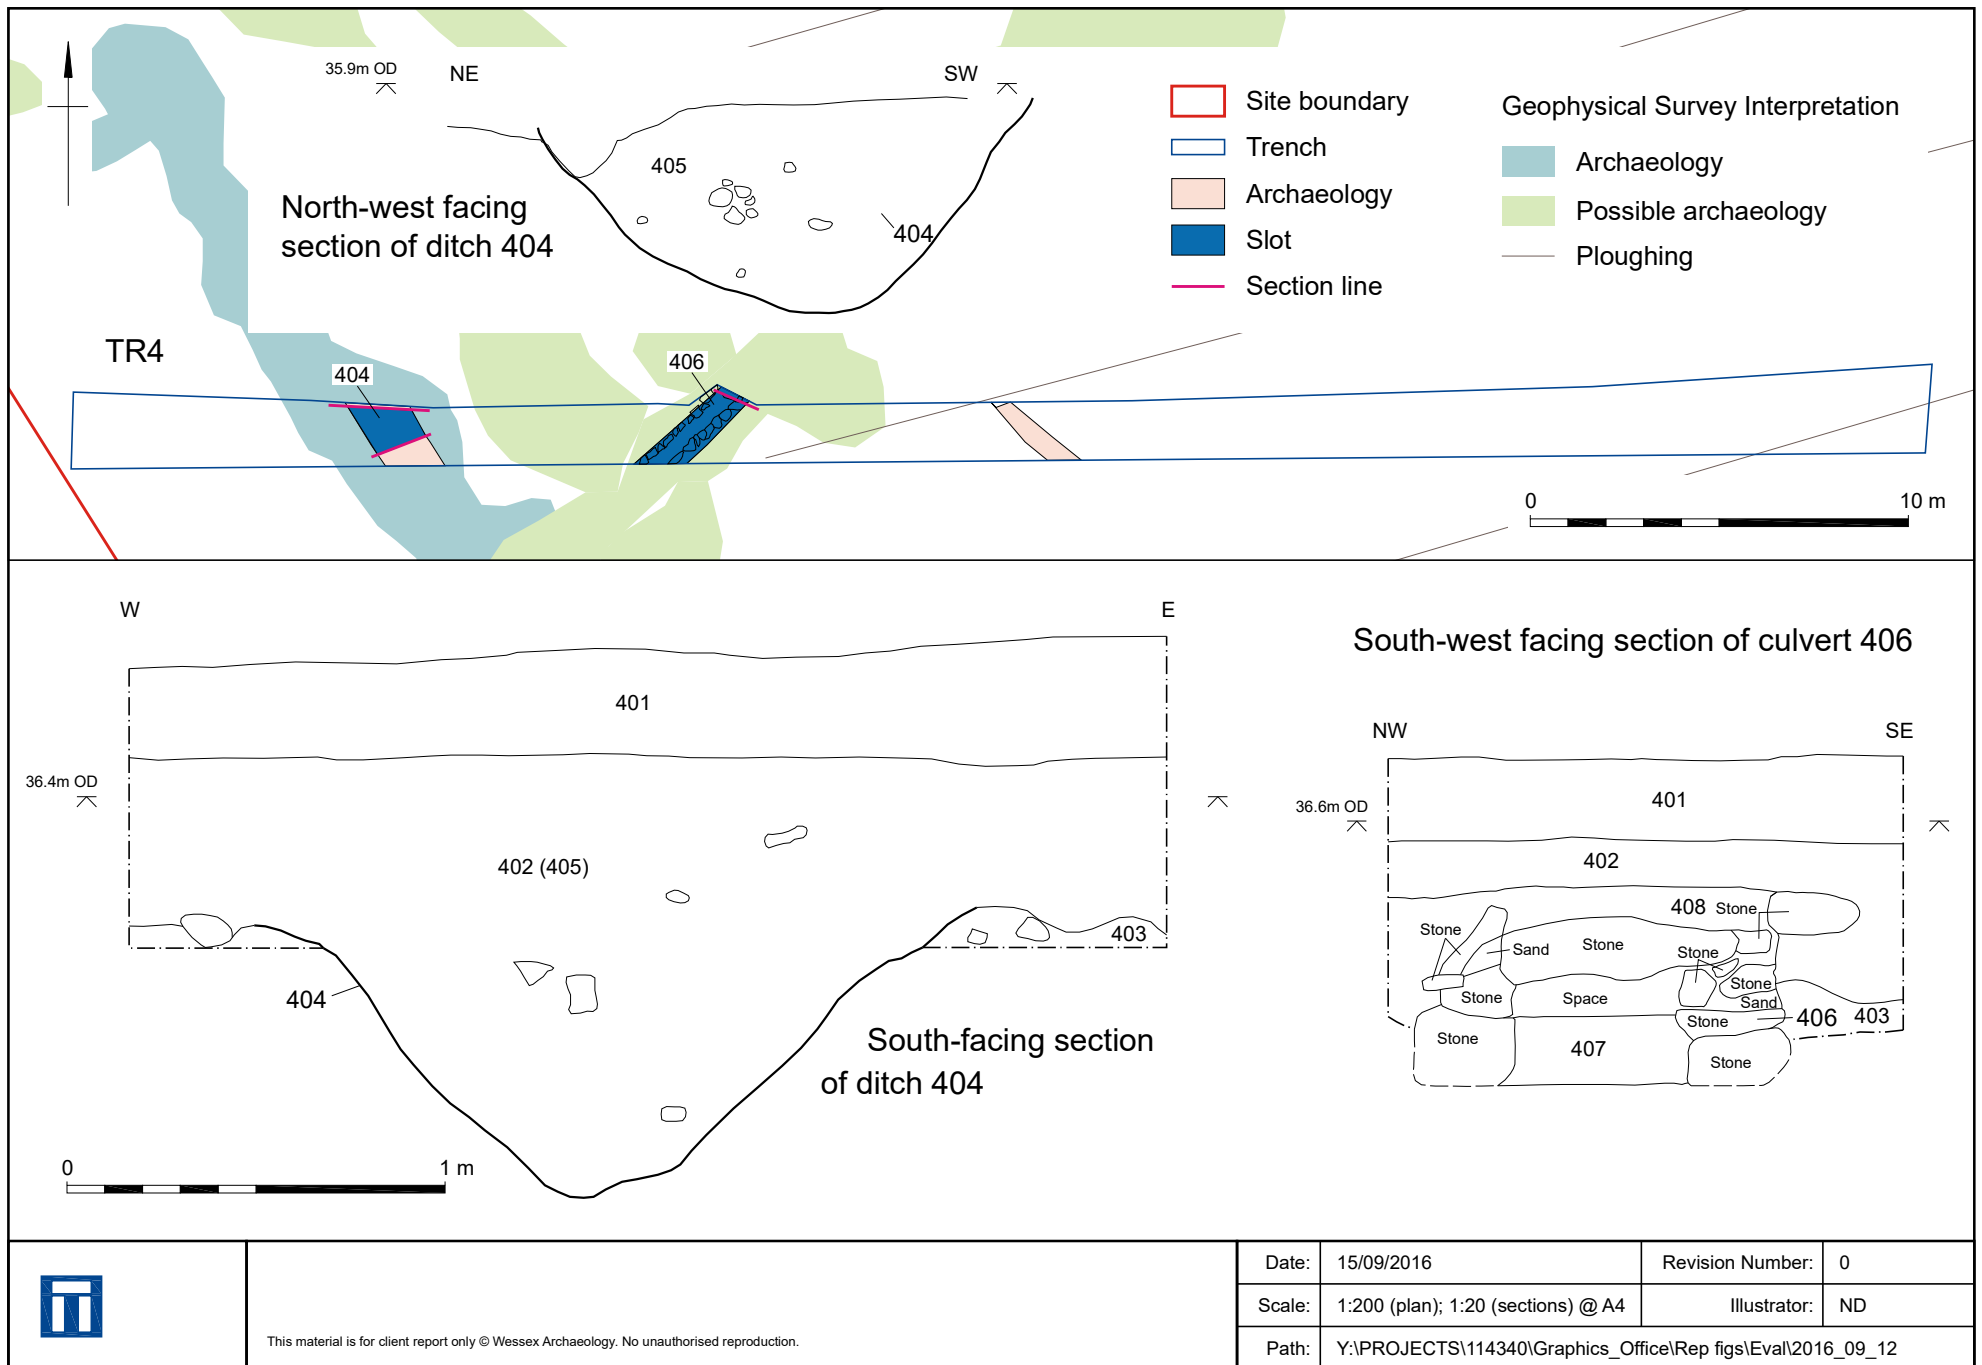 35.9m OD
NE
SW
405
404
North-west facing
section of ditch 404
Site boundary
Trench
Archaeology
Slot
Section line
Geophysical Survey Interpretation
Archaeology
Possible archaeology
Ploughing
TR4
404
406
0
10 m
W
E
401
36.4m OD
402 (405)
403
404
South-facing section
of ditch 404
0
1 m
South-west facing section of culvert 406
NW
SE
36.6m OD
401
402
408
Stone
Stone
Sand
Stone
Stone
Stone
Stone
Space
Sand
Stone
406
403
Stone
407
Stone
This material is for client report only © Wessex Archaeology. No unauthorised reproduction.
Date:
15/09/2016
Revision Number:
0
Scale:
1:200 (plan); 1:20 (sections) @ A4
Illustrator:
ND
Path:
Y:\PROJECTS\114340\Graphics_Office\Rep figs\Eval\2016_09_12